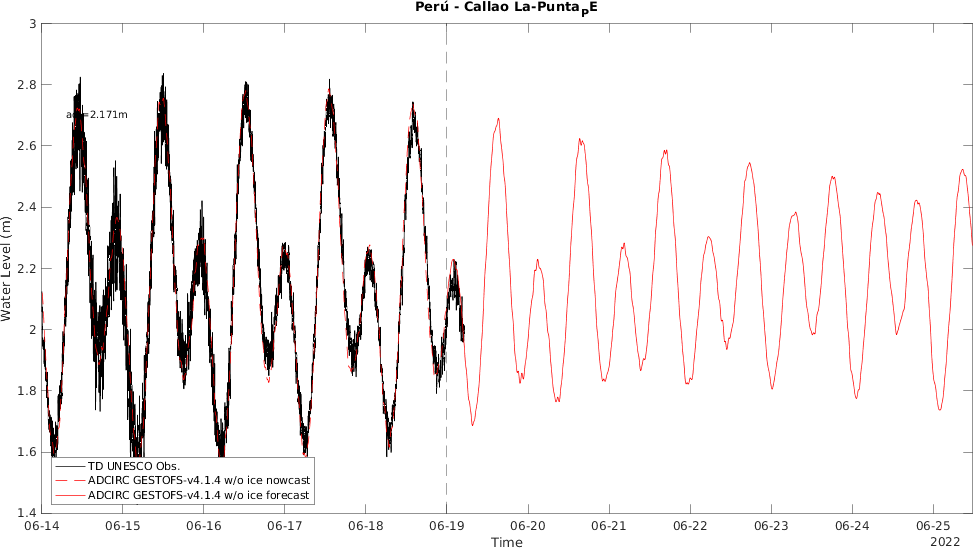 Perú - Callao La-PuntaPE
3
2.8
2.6
2.4
2.2
2
1.8
1.6
1.4
Water Level (m)
=2.171m
TD UNESCO Obs.
ADCIRC GESTOFS-v4.1.4 w/o ice nowcast
ADCIRC GESTOFS-v4.1.4 w/o ice forecast
06-14 06-15 06-16 06-17 06-18 06-19 06-20 06-21 06-22 06-23 06-24 06-25
Time
2022